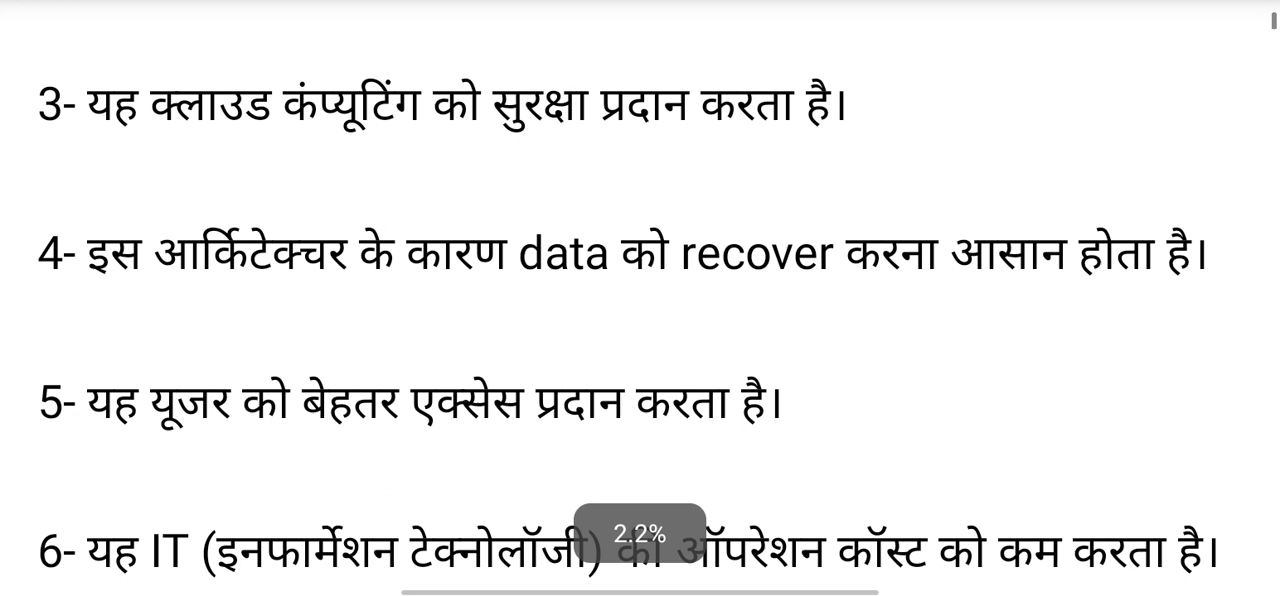 3- यह क्लाउड कंप्यूटिंग को सुरक्षा प्रदान करता है।
4- इस आर्किटेक्चर के कारण data को recover करना आसान होता है।
5- यह यूजर को बेहतर एक्सेस प्रदान करता है।
6- यह IT (इनफार्मेशन टेक्नोलॉजी) की ऑपरेशन कॉस्ट को कम करता है।
2.2%